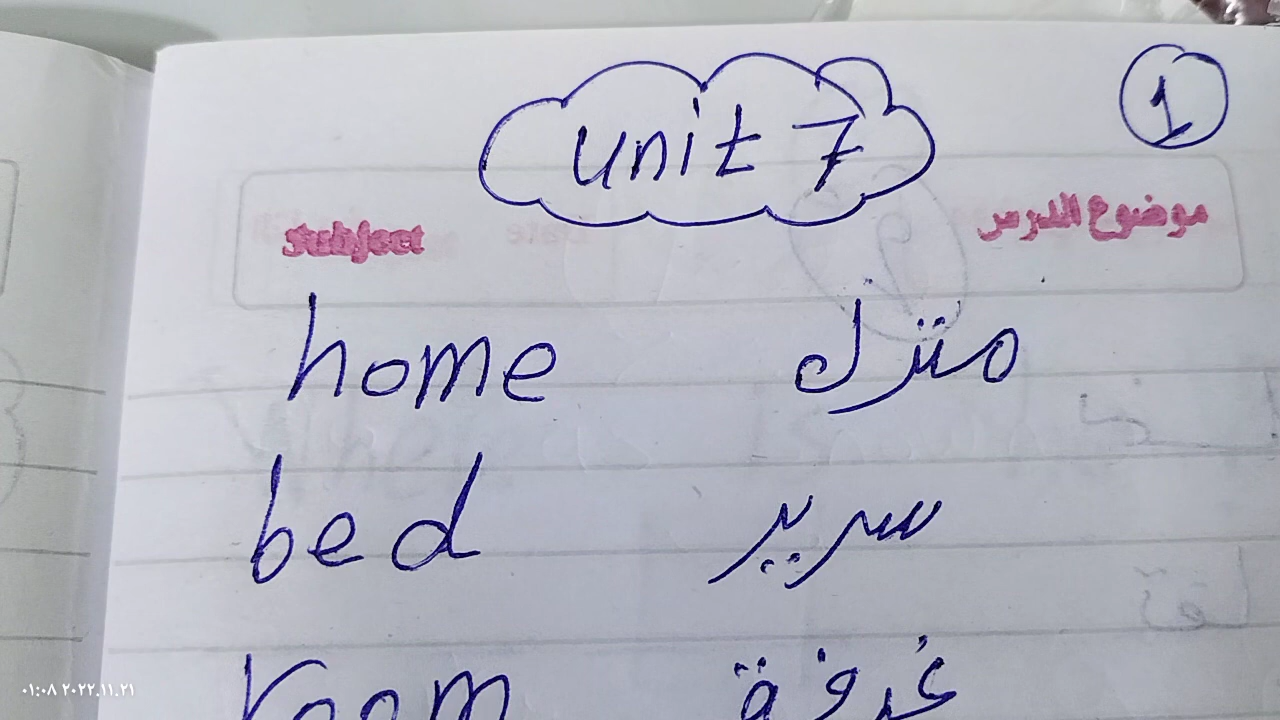 unit 7 1
Subject موضوع الدرس
home منزل
bed سرير
room غرفة
٠١:٠٨ ٢٠٢٢.١١.٢١